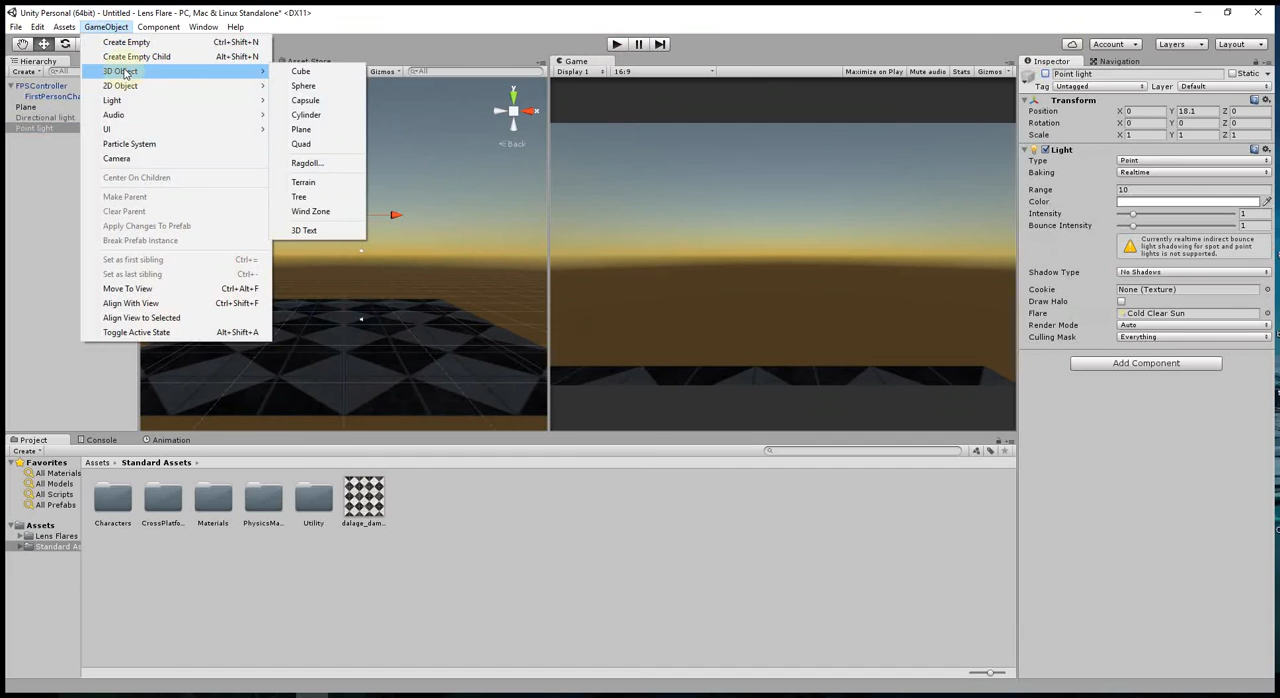 Unity Personal (64bit) - Untitled - Lens Flare - PC, Mac & Linux Standalone* <DX11>
File Edit Assets GameObject Component Window Help
Account Layers Layout
Hierarchy
Create All
FPSController
FirstPersonCha
Plane
Directional light
Point light
Create Empty Ctrl+Shift+N
Create Empty Child Alt+Shift+N
3D Object
2D Object
Light
Audio
UI
Particle System
Camera
Center On Children
Make Parent
Clear Parent
Apply Changes To Prefab
Break Prefab Instance
Set as first sibling Ctrl+=
Set as last sibling Ctrl+-
Move To View Ctrl+Alt+F
Align With View Ctrl+Shift+F
Align View to Selected
Toggle Active State Alt+Shift+A
Cube
Sphere
Capsule
Cylinder
Plane
Quad
Ragdoll...
Terrain
Tree
Wind Zone
3D Text
Asset Store
Gizmos All
y
x
Back
Game
Display 1 16:9 Maximize on Play Mute audio Stats Gizmos
Inspector Navigation
Point light Static
Tag Untagged Layer Default
Transform
Position X 0 Y 18.1 Z 0
Rotation X 0 Y 0 Z 0
Scale X 1 Y 1 Z 1
Light
Type Point
Baking Realtime
Range 10
Color
Intensity 1
Bounce Intensity 1
Currently realtime indirect bounce
light shadowing for spot and point
lights is not supported.
Shadow Type No Shadows
Cookie None (Texture)
Draw Halo
Flare Cold Clear Sun
Render Mode Auto
Culling Mask Everything
Add Component
Project Console Animation
Create
Favorites
All Materials
All Models
All Scripts
All Prefabs
Assets
Lens Flares
Standard As
Assets Standard Assets
Characters CrossPlatfo... Materials PhysicsMa... Utility dalage_dam...